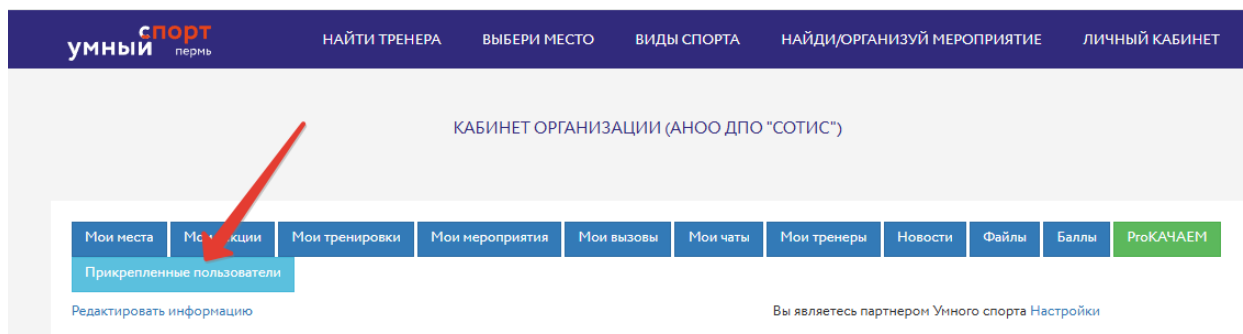 умный спорт пермь
НАЙТИ ТРЕНЕРА ВЫБЕРИ МЕСТО ВИДЫ СПОРТА НАЙДИ/ОРГАНИЗУЙ МЕРОПРИЯТИЕ ЛИЧНЫЙ КАБИНЕТ
КАБИНЕТ ОРГАНИЗАЦИИ (АНОО ДПО "СОТИС")
Мои места Мои Мои тренировки Мои мероприятия Мои вызовы Мои чаты Мои тренеры Новости Файлы Баллы ProКАЧАЕМ
Прикрепленные пользователи
Редактировать информацию Вы являетесь партнером Умного спорта Настройки